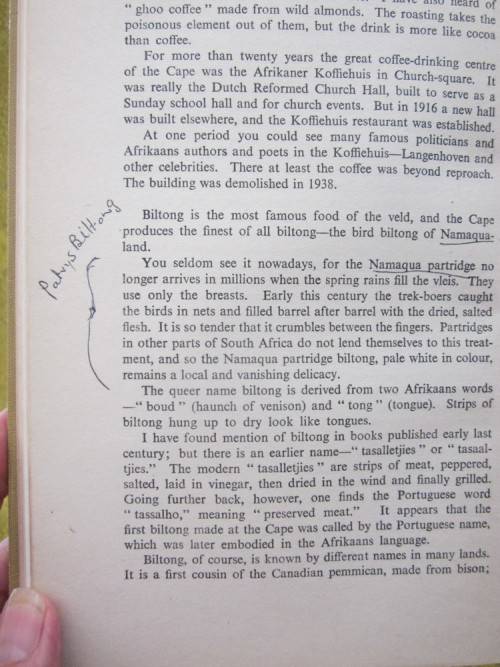 I have also heard of
" ghoo coffee " made from wild almonds. The roasting takes the
poisonous element out of them, but the drink is more like cocoa
than coffee.
For more than twenty years the great coffee-drinking centre
of the Cape was the Afrikaner Koffiehuis in Church-square. It
was really the Dutch Reformed Church Hall, built to serve as a
Sunday school hall and for church events. But in 1916 a new hall
was built elsewhere, and the Koffiehuis restaurant was established.
At one period you could see many famous politicians and
Afrikaans authors and poets in the Koffiehuis—Langenhoven and
other celebrities. There at least the coffee was beyond reproach.
The building was demolished in 1938.
Patrys Biltong
Biltong is the most famous food of the veld, and the Cape
produces the finest of all biltong—the bird biltong of Namaqua-
land.
You seldom see it nowadays, for the Namaqua partridge no
longer arrives in millions when the spring rains fill the vleis. They
use only the breasts. Early this century the trek-boers caught
the birds in nets and filled barrel after barrel with the dried, salted
flesh. It is so tender that it crumbles between the fingers. Partridges
in other parts of South Africa do not lend themselves to this treat-
ment, and so the Namaqua partridge biltong, pale white in colour,
remains a local and vanishing delicacy.
The queer name biltong is derived from two Afrikaans words
—" boud " (haunch of venison) and " tong " (tongue). Strips of
biltong hung up to dry look like tongues.
I have found mention of biltong in books published early last
century; but there is an earlier name—" tasalletjies " or " tasaal-
tjies." The modern " tasalletjies " are strips of meat, peppered,
salted, laid in vinegar, then dried in the wind and finally grilled.
Going further back, however, one finds the Portuguese word
" tassalho," meaning " preserved meat." It appears that the
first biltong made at the Cape was called by the Portuguese name,
which was later embodied in the Afrikaans language.
Biltong, of course, is known by different names in many lands.
It is a first cousin of the Canadian pemmican, made from bison;